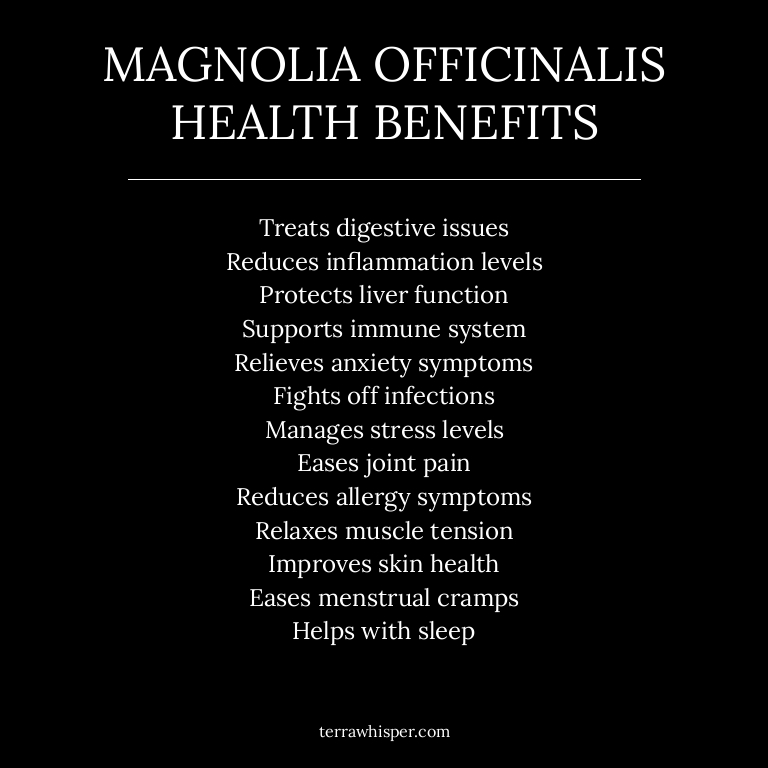 MAGNOLIA OFFICINALIS
HEALTH BENEFITS
Treats digestive issues
Reduces inflammation levels
Protects liver function
Supports immune system
Relieves anxiety symptoms
Fights off infections
Manages stress levels
Eases joint pain
Reduces allergy symptoms
Relaxes muscle tension
Improves skin health
Eases menstrual cramps
Helps with sleep
terrawhisper.com